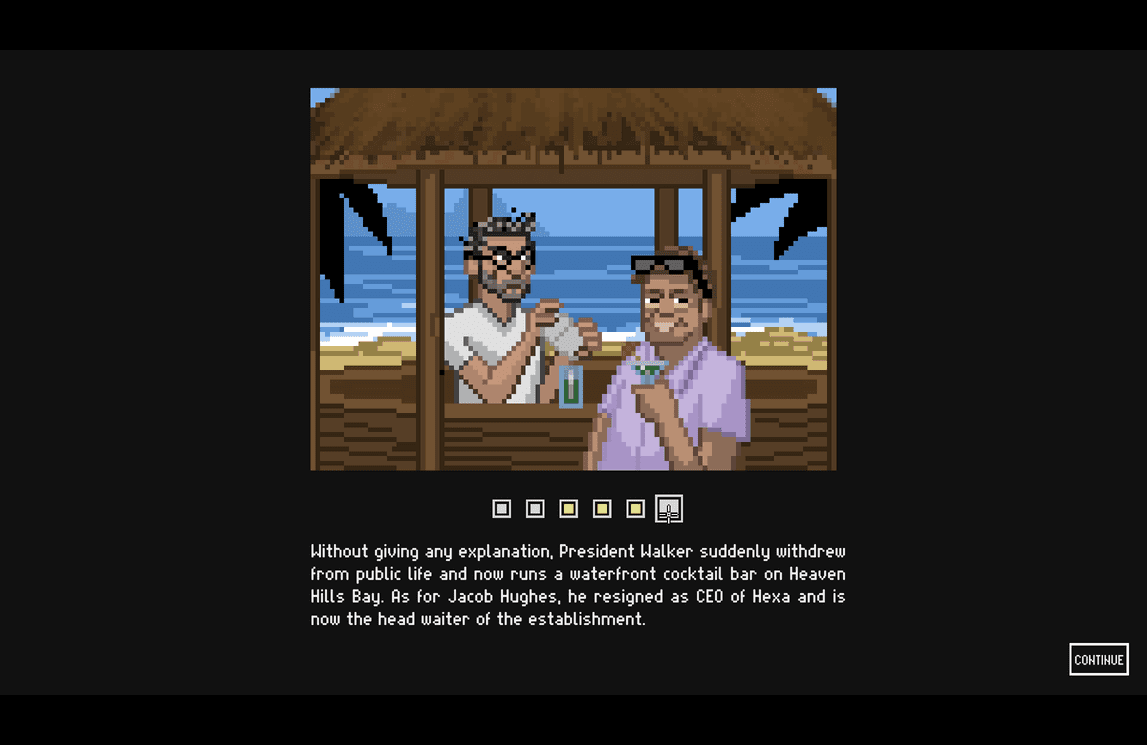 Without giving any explanation, President Walker suddenly withdrew
from public life and now runs a waterfront cocktail bar on Heaven
Hills Bay. As for Jacob Hughes, he resigned as CEO of Hexa and is
now the head waiter of the establishment.
CONTINUE